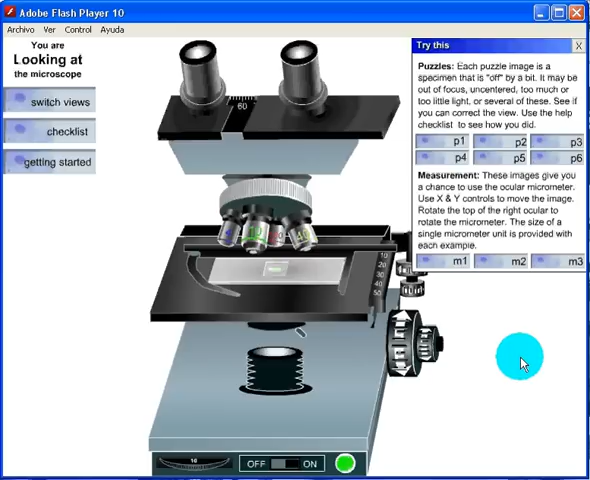 Adobe Flash Player 10
Archivo Ver Control Ayuda
You are
Looking at
the microscope
switch views
checklist
getting started
60
10
10
20
30
40
50
10
OFF ON
Try this X
Puzzles: Each puzzle image is a
specimen that is "off" by a bit. It may be
out of focus, uncentered, too much or
too little light, or several of these. See if
you can correct the view. Use the help
checklist to see how you did.
p1 p2 p3
p4 p5 p6
Measurement: These images give you
a chance to use the ocular micrometer.
Use X & Y controls to move the image.
Rotate the top of the right ocular to
rotate the micrometer. The size of a
single micrometer unit is provided with
each example.
m1 m2 m3